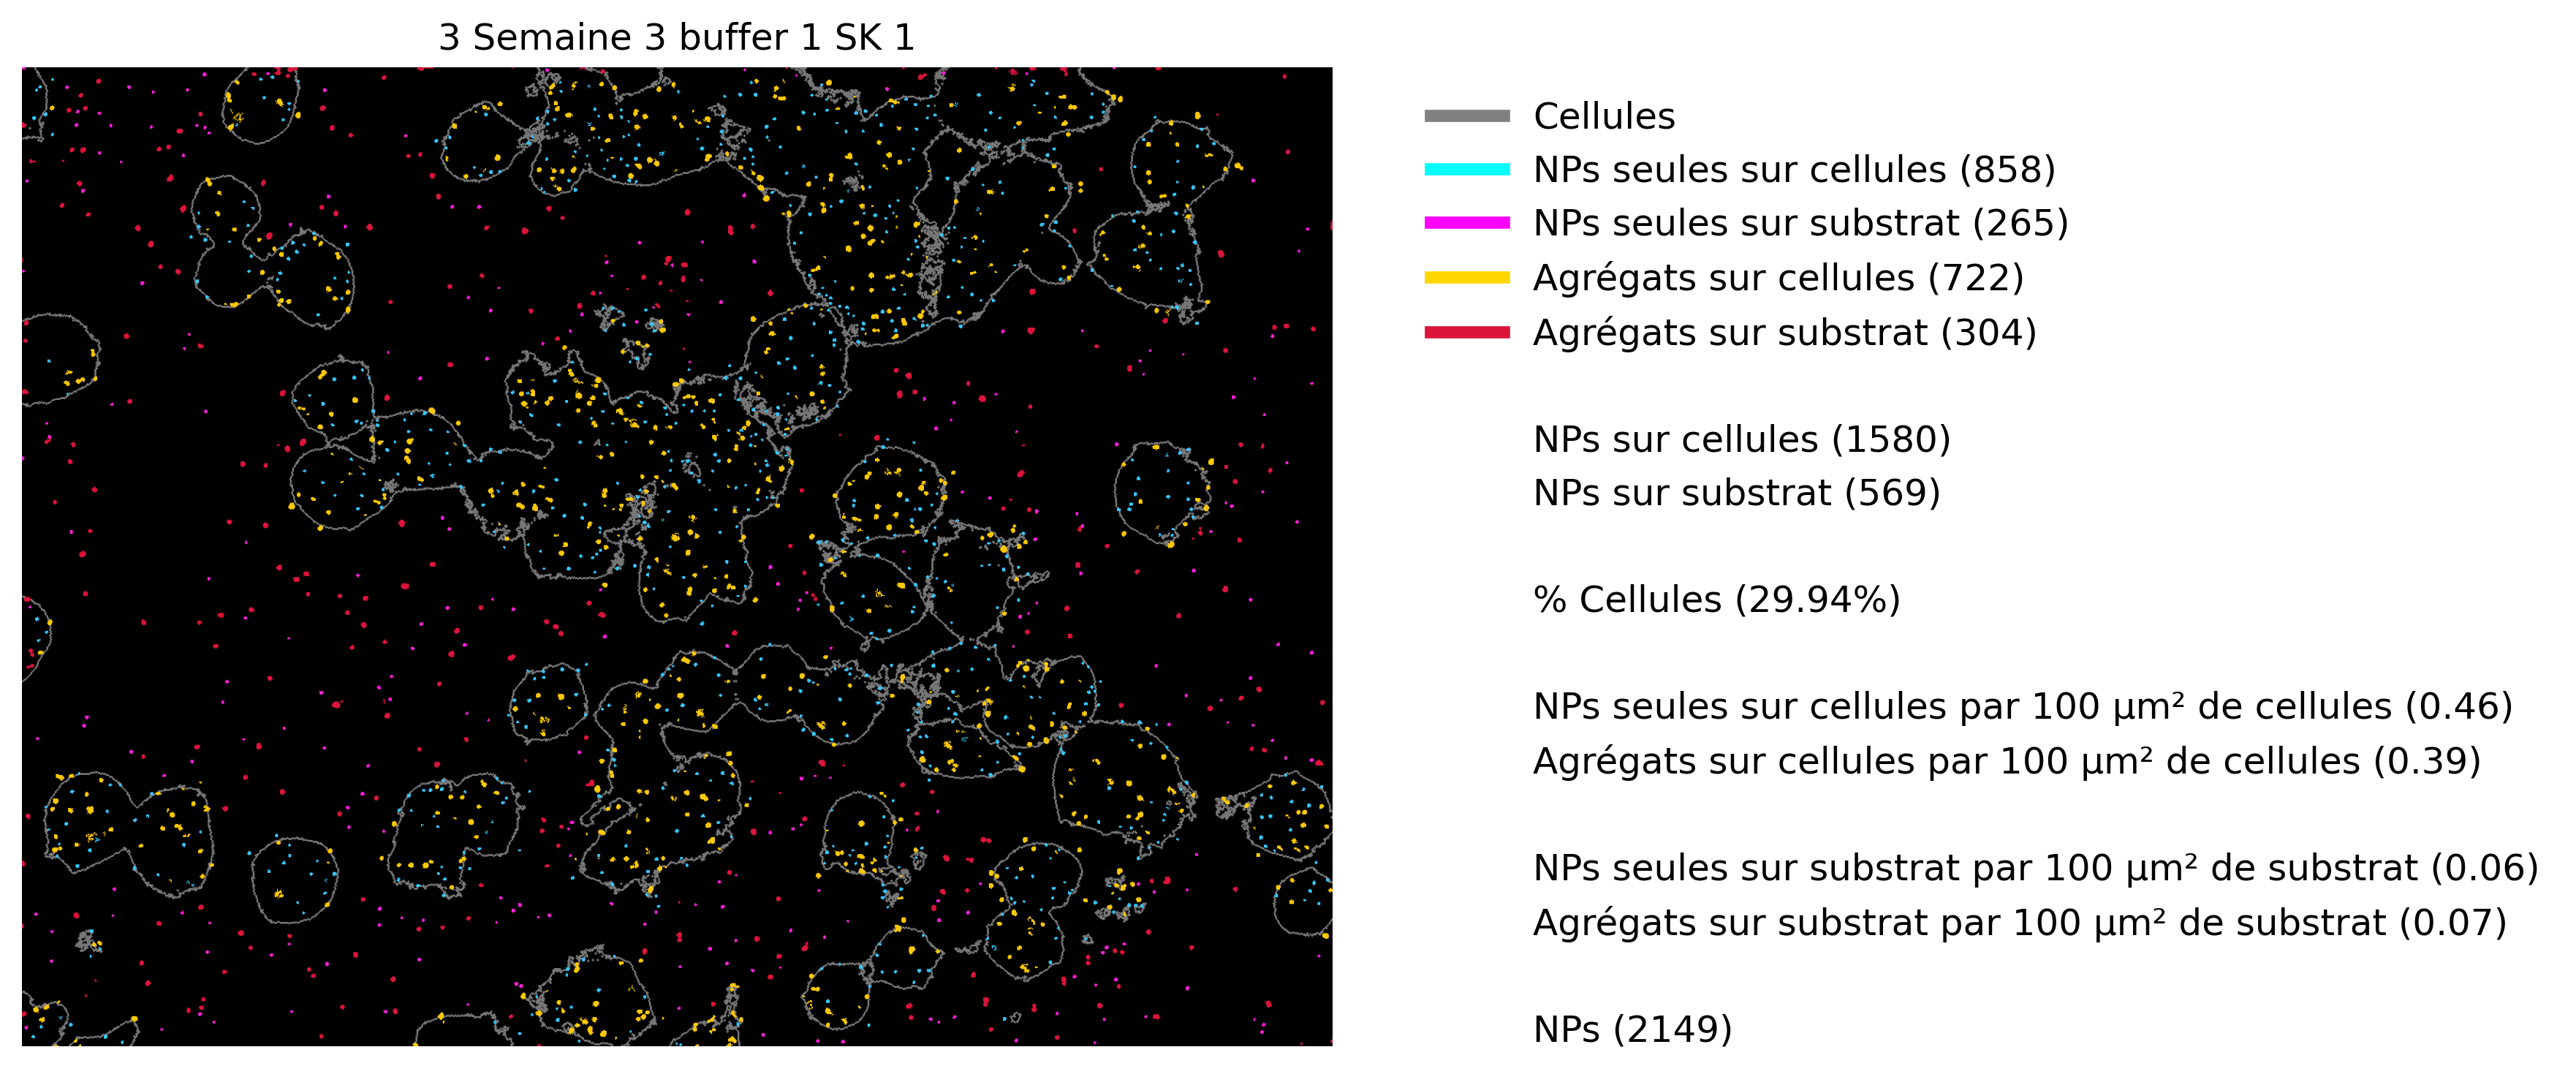 3 Semaine 3 buffer 1 SK 1
Cellules
NPs seules sur cellules (858)
NPs seules sur substrat (265)
Agrégats sur cellules (722)
Agrégats sur substrat (304)
NPs sur cellules (1580)
NPs sur substrat (569)
% Cellules (29.94%)
NPs seules sur cellules par 100 µm² de cellules (0.46)
Agrégats sur cellules par 100 µm² de cellules (0.39)
NPs seules sur substrat par 100 µm² de substrat (0.06)
Agrégats sur substrat par 100 µm² de substrat (0.07)
NPs (2149)